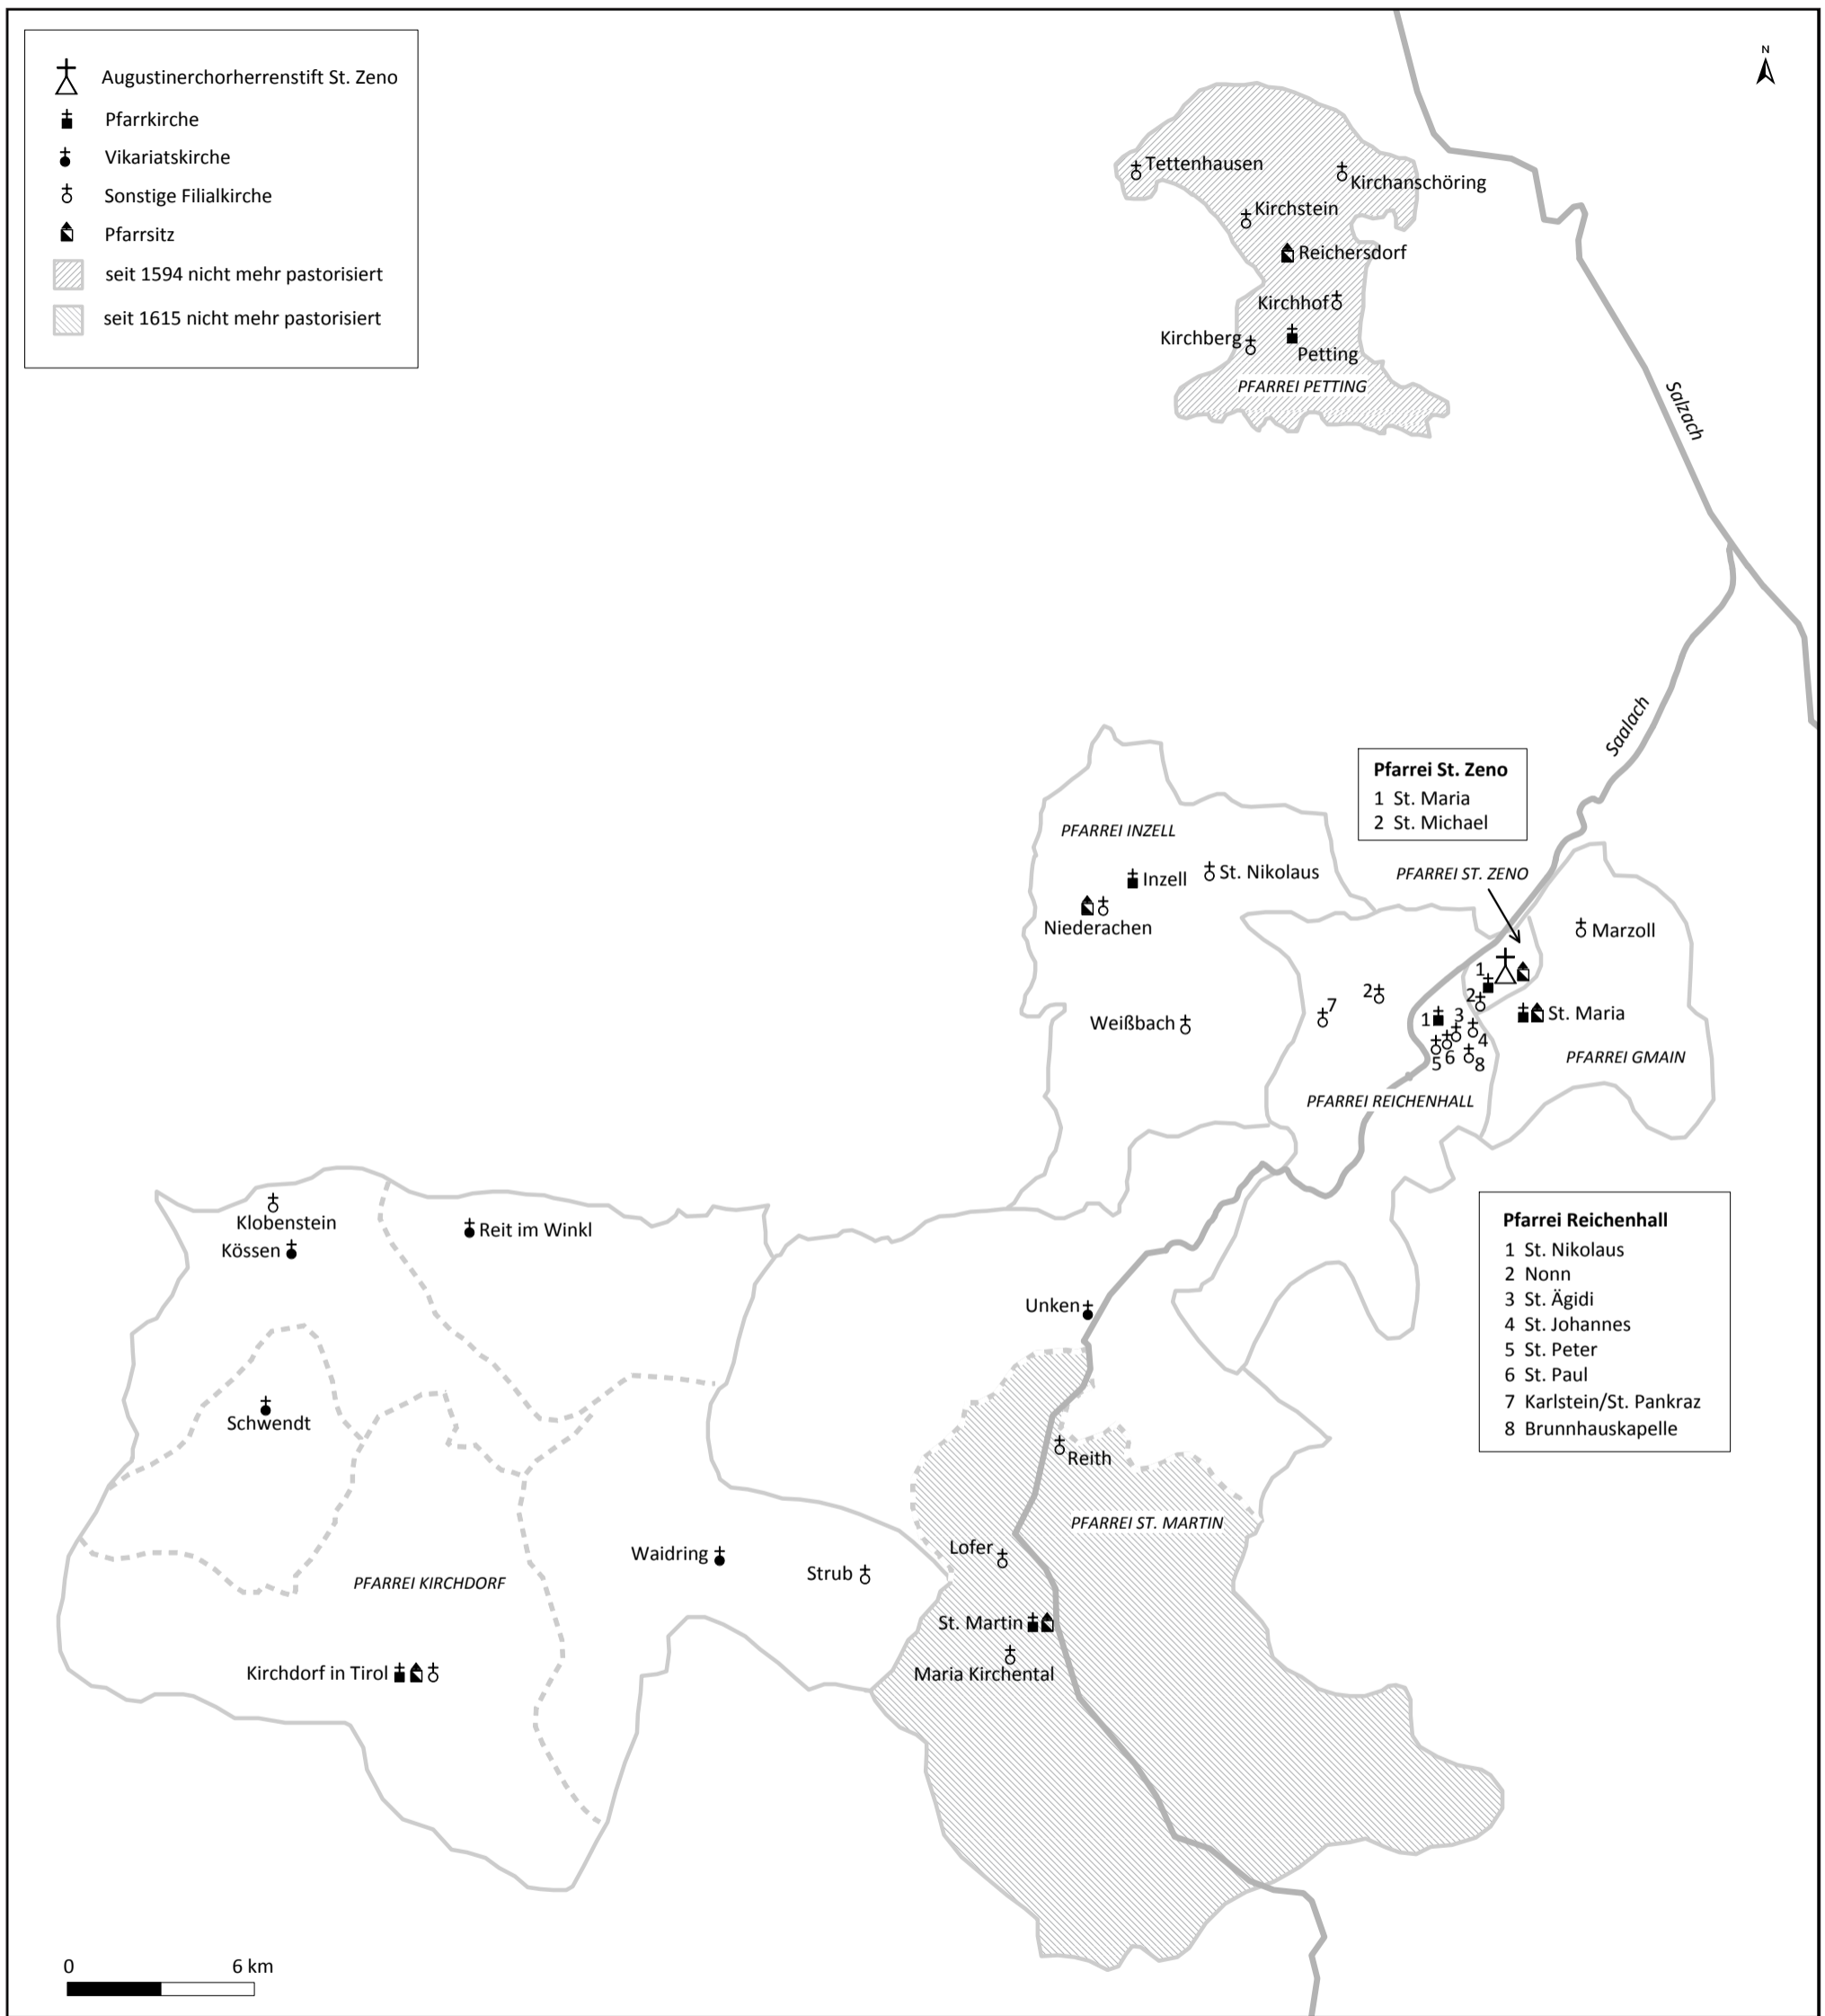 Augustinerchorherrenstift St. Zeno
Pfarrkirche
Vikariatskirche
Sonstige Filialkirche
Pfarrsitz
seit 1594 nicht mehr pastorisiert
seit 1615 nicht mehr pastorisiert
N
Tettenhausen
Kirchanschöring
Kirchstein
Reichersdorf
Kirchhof
Kirchberg
Petting
PFARREI PETTING
Salzach
Saalach
Pfarrei St. Zeno
1 St. Maria
2 St. Michael
PFARREI INZELL
Inzell
St. Nikolaus
Niederachen
Weißbach
PFARREI ST. ZENO
Marzoll
1
2
St. Maria
PFARREI GMAIN
2
7
1
3
4
5
6
8
PFARREI REICHENHALL
Pfarrei Reichenhall
1 St. Nikolaus
2 Nonn
3 St. Ägidi
4 St. Johannes
5 St. Peter
6 St. Paul
7 Karlstein/St. Pankraz
8 Brunnhauskapelle
Klobenstein
Kössen
Reit im Winkl
Unken
Schwendt
Reith
PFARREI ST. MARTIN
Waidring
Strub
Lofer
PFARREI KIRCHDORF
St. Martin
Maria Kirchental
Kirchdorf in Tirol
0 6 km